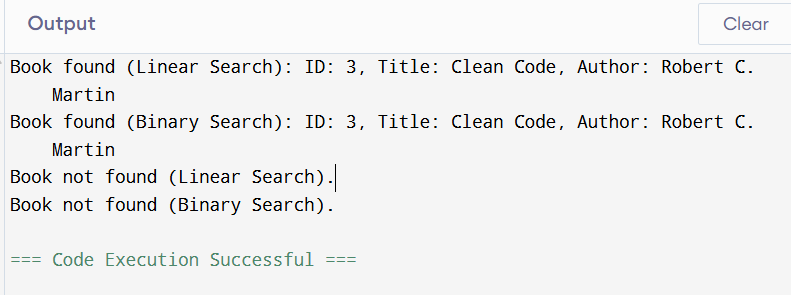 Output
Clear
Book found (Linear Search): ID: 3, Title: Clean Code, Author: Robert C.
Martin
Book found (Binary Search): ID: 3, Title: Clean Code, Author: Robert C.
Martin
Book not found (Linear Search).
Book not found (Binary Search).
=== Code Execution Successful ===